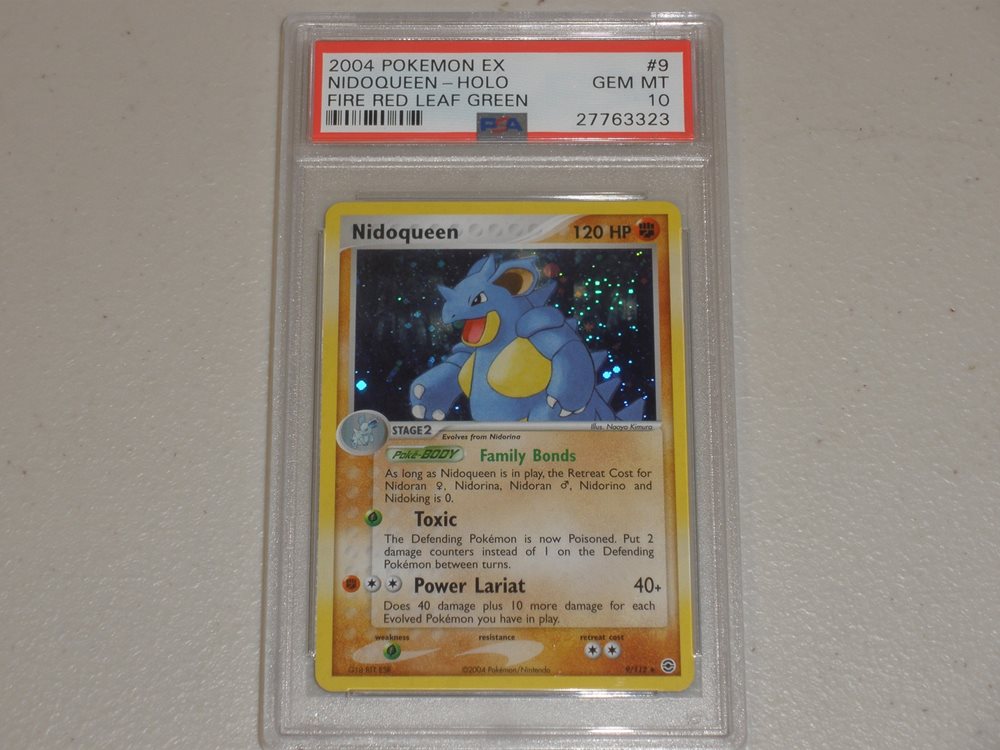 2004 POKEMON EX #9
NIDOQUEEN - HOLO GEM MT
FIRE RED LEAF GREEN 10
27763323
PSA
Nidoqueen 120 HP
Illus. Naoyo Kimura
STAGE 2
Evolves from Nidorina
Poké-BODY Family Bonds
As long as Nidoqueen is in play, the Retreat Cost for
Nidoran ♀, Nidorina, Nidoran ♂, Nidorino and
Nidoking is 0.
Toxic
The Defending Pokémon is now Poisoned. Put 2
damage counters instead of 1 on the Defending
Pokémon between turns.
Power Lariat 40+
Does 40 damage plus 10 more damage for each
Evolved Pokémon you have in play.
weakness resistance retreat cost
©2004 Pokémon/Nintendo 9/112 ★